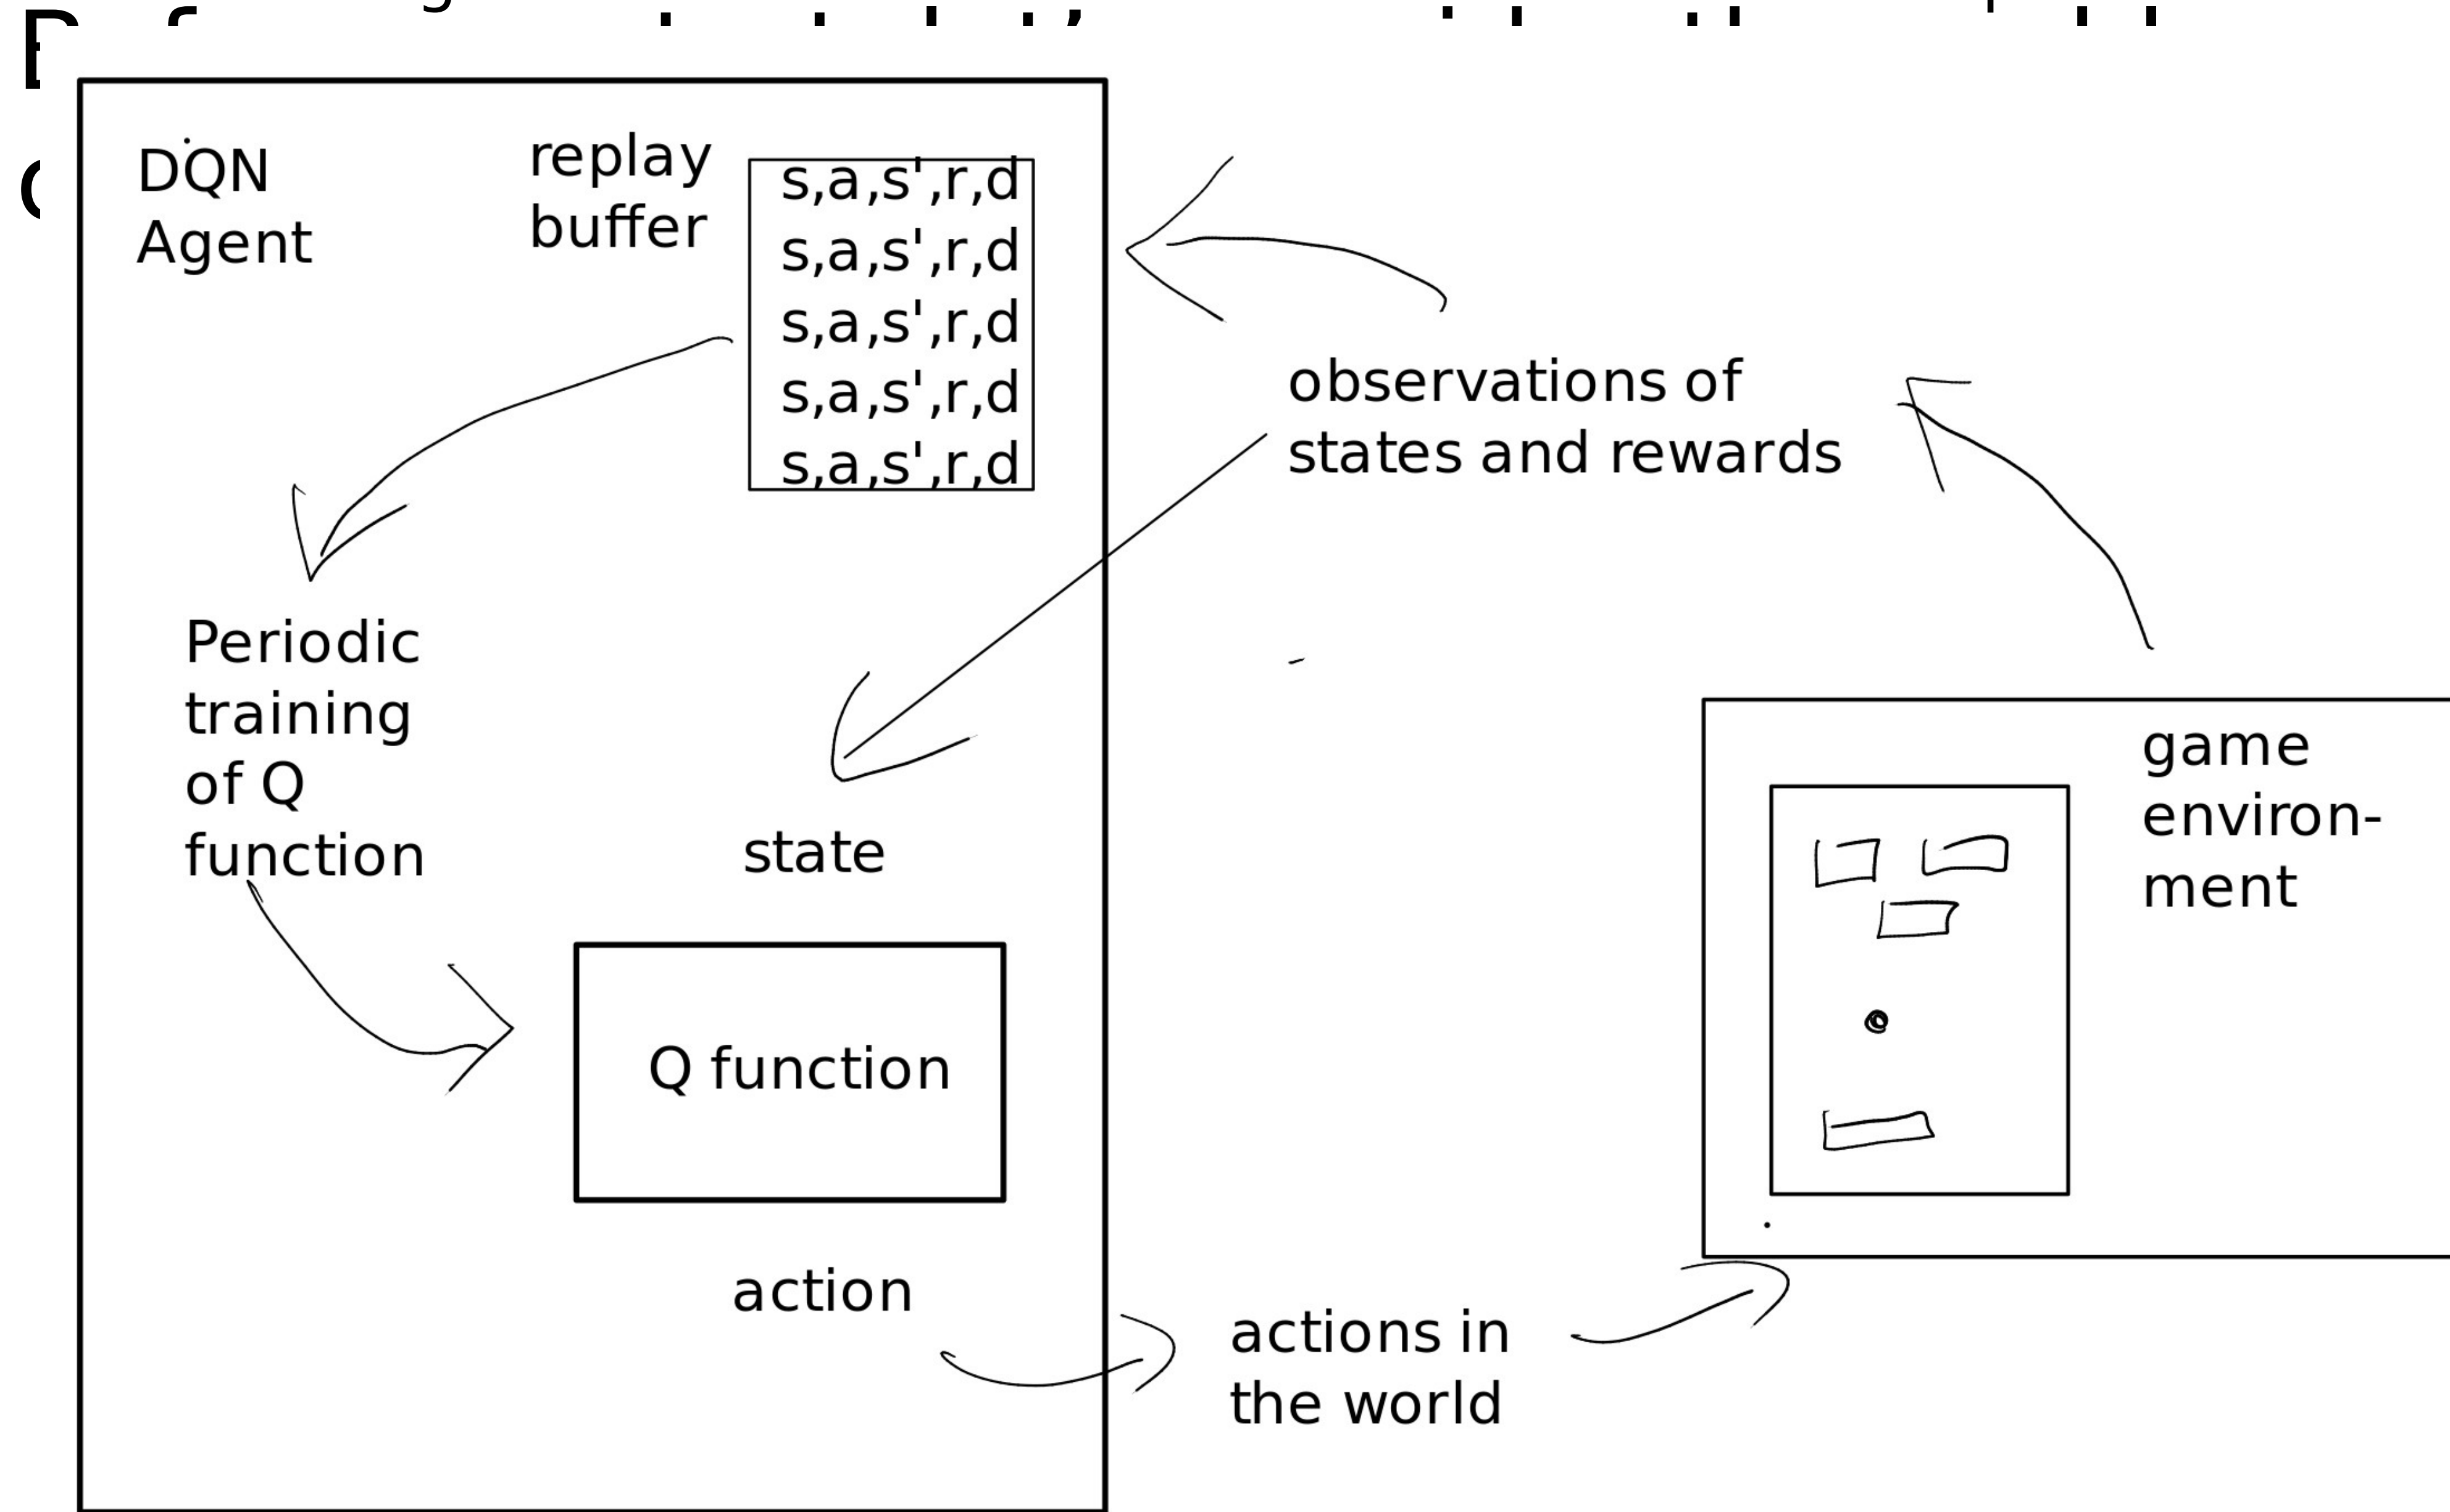 DQN
Agent
replay
buffer
s,a,s',r,d
s,a,s',r,d
s,a,s',r,d
s,a,s',r,d
s,a,s',r,d
observations of
states and rewards
Periodic
training
of Q
function
state
Q function
action
actions in
the world
game
environ-
ment